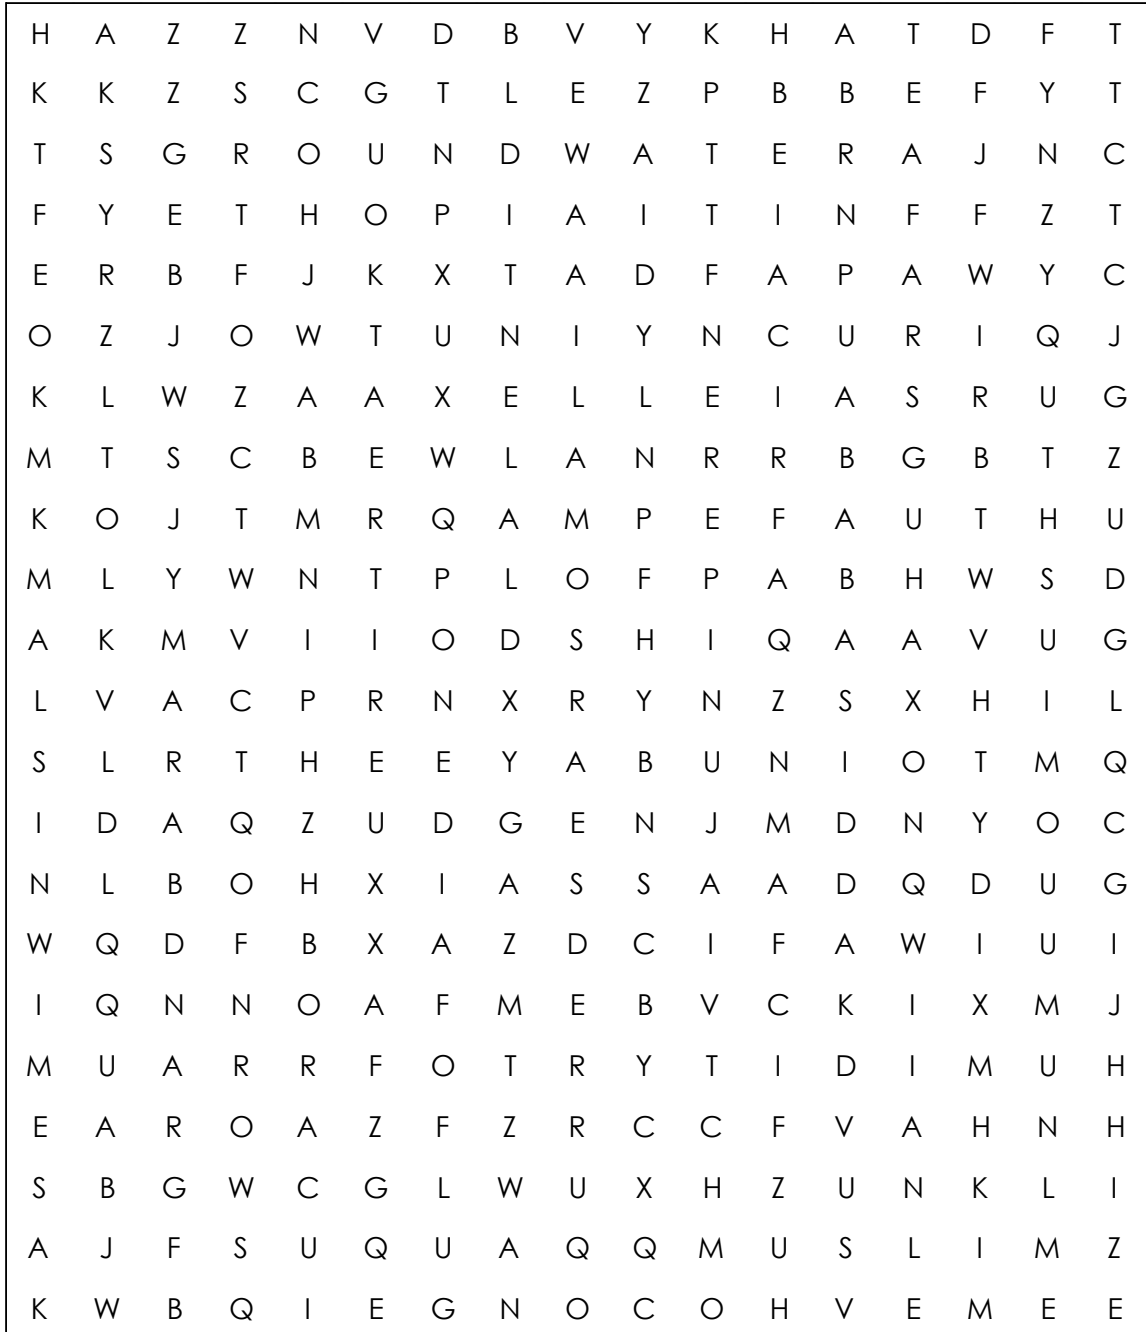 H A Z Z N V D B V Y K H A T D F T
K K Z S C G T L E Z P B B E F Y T
T S G R O U N D W A T E R A J N C
F Y E T H O P I A I T I N F F Z T
E R B F J K X T A D F A P A W Y C
O Z J O W T U N I Y N C U R I Q J
K L W Z A A X E L L E I A S R U G
M T S C B E W L A N R R B G B T Z
K O J T M R Q A M P E F A U T H U
M L Y W N T P L O F P A B H W S D
A K M V I I O D S H I Q A A V U G
L V A C P R N X R Y N Z S X H I L
S L R T H E E Y A B U N I O T M Q
I D A Q Z U D G E N J M D N Y O C
N L B O H X I A S S A A D Q D U G
W Q D F B X A Z D C I F A W I U I
I Q N N O A F M E B V C K I X M J
M U A R R F O T R Y T I D I M U H
E A R O A Z F Z R C C F V A H N H
S B G W C G L W U X H Z U N K L I
A J F S U Q U A Q Q M U S L I M Z
K W B Q I E G N O C O H V E M E E